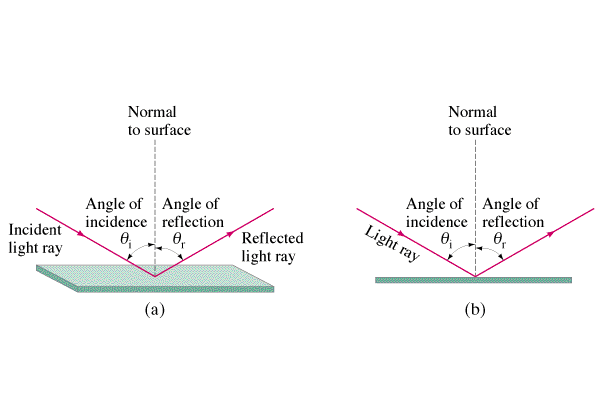 Normal
to surface
Angle of
incidence
θi
Angle of
reflection
θr
Incident
light ray
Reflected
light ray
(a)
Normal
to surface
Angle of
incidence
θi
Angle of
reflection
θr
Light ray
(b)